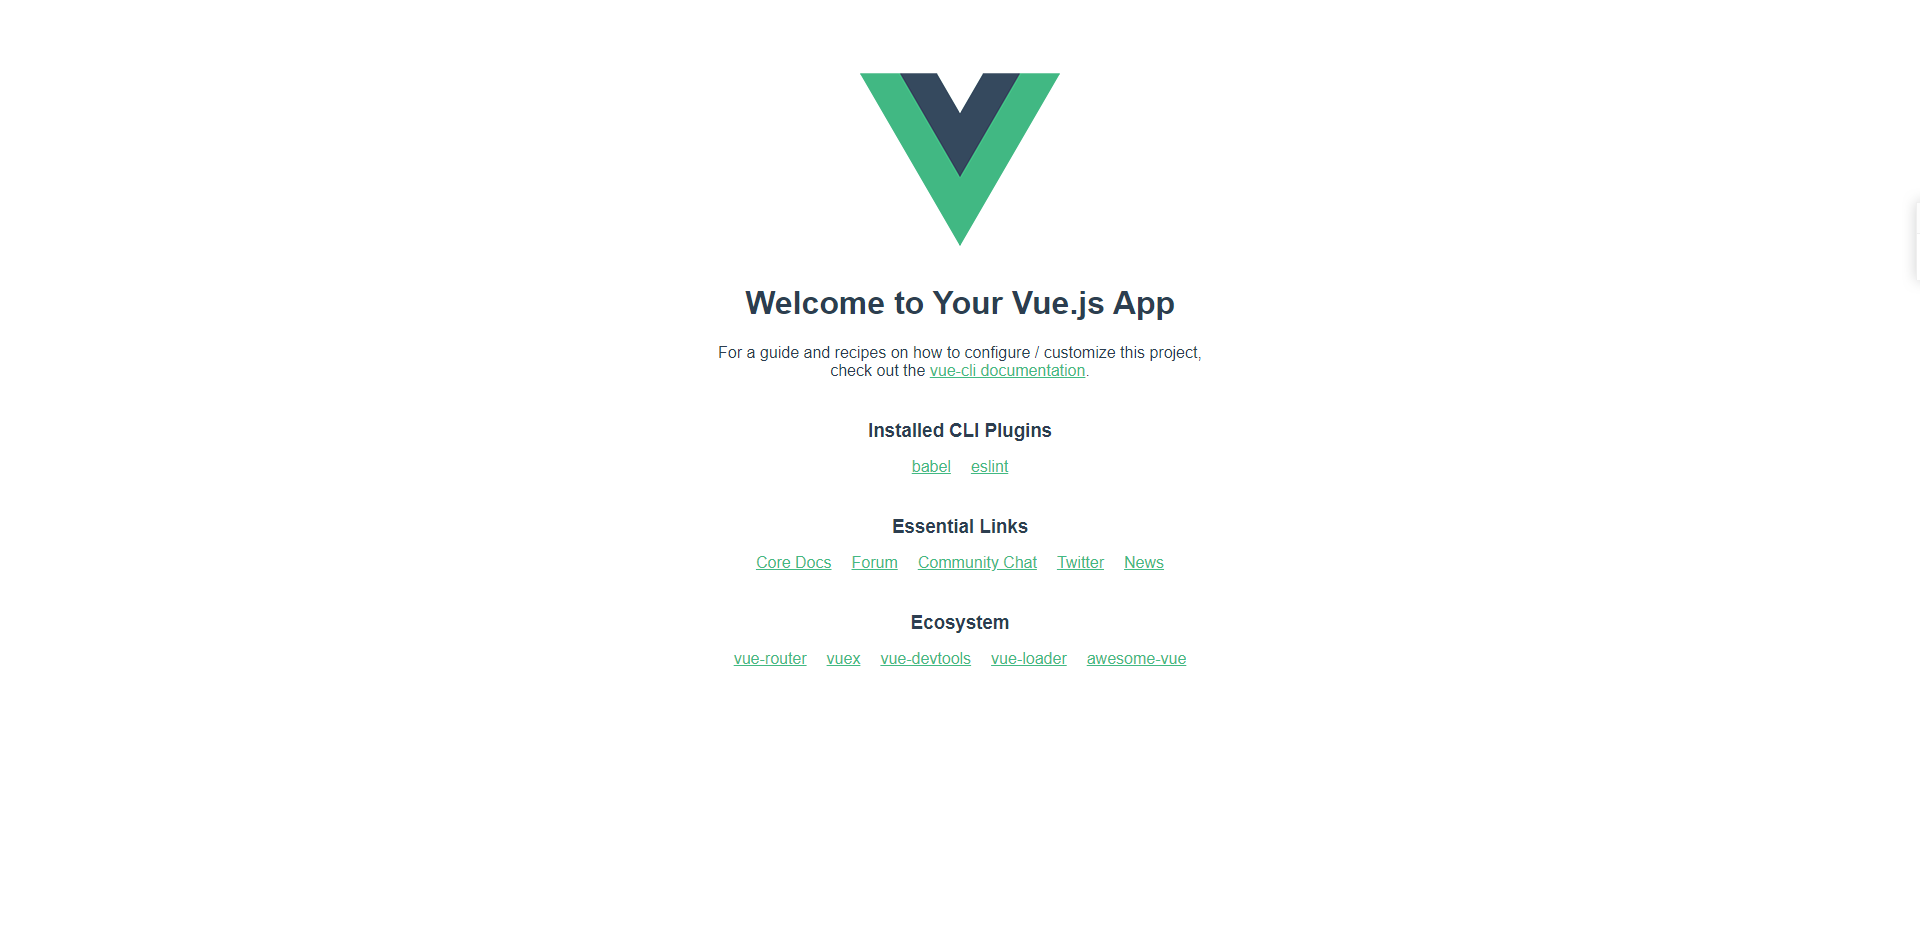 Welcome to Your Vue.js App
For a guide and recipes on how to configure / customize this project,
check out the vue-cli documentation.
Installed CLI Plugins
babel eslint
Essential Links
Core Docs Forum Community Chat Twitter News
Ecosystem
vue-router vuex vue-devtools vue-loader awesome-vue